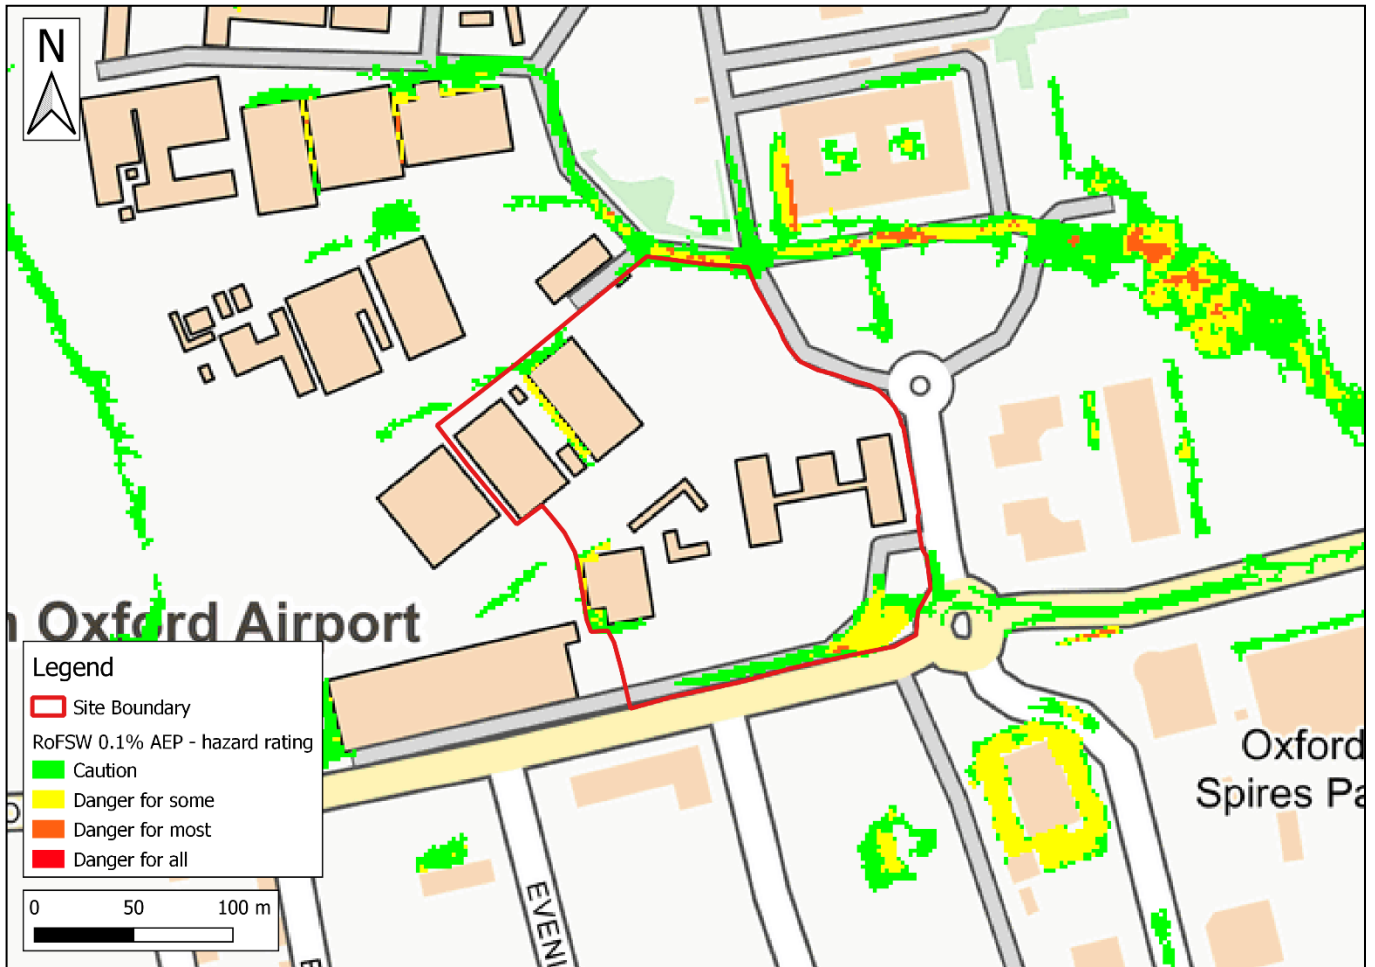 N
n Oxford Airport
Legend
Site Boundary
RoFSW 0.1% AEP - hazard rating
Caution
Danger for some
Danger for most
Danger for all
0 50 100 m
EVENI
Oxford
Spires Pa